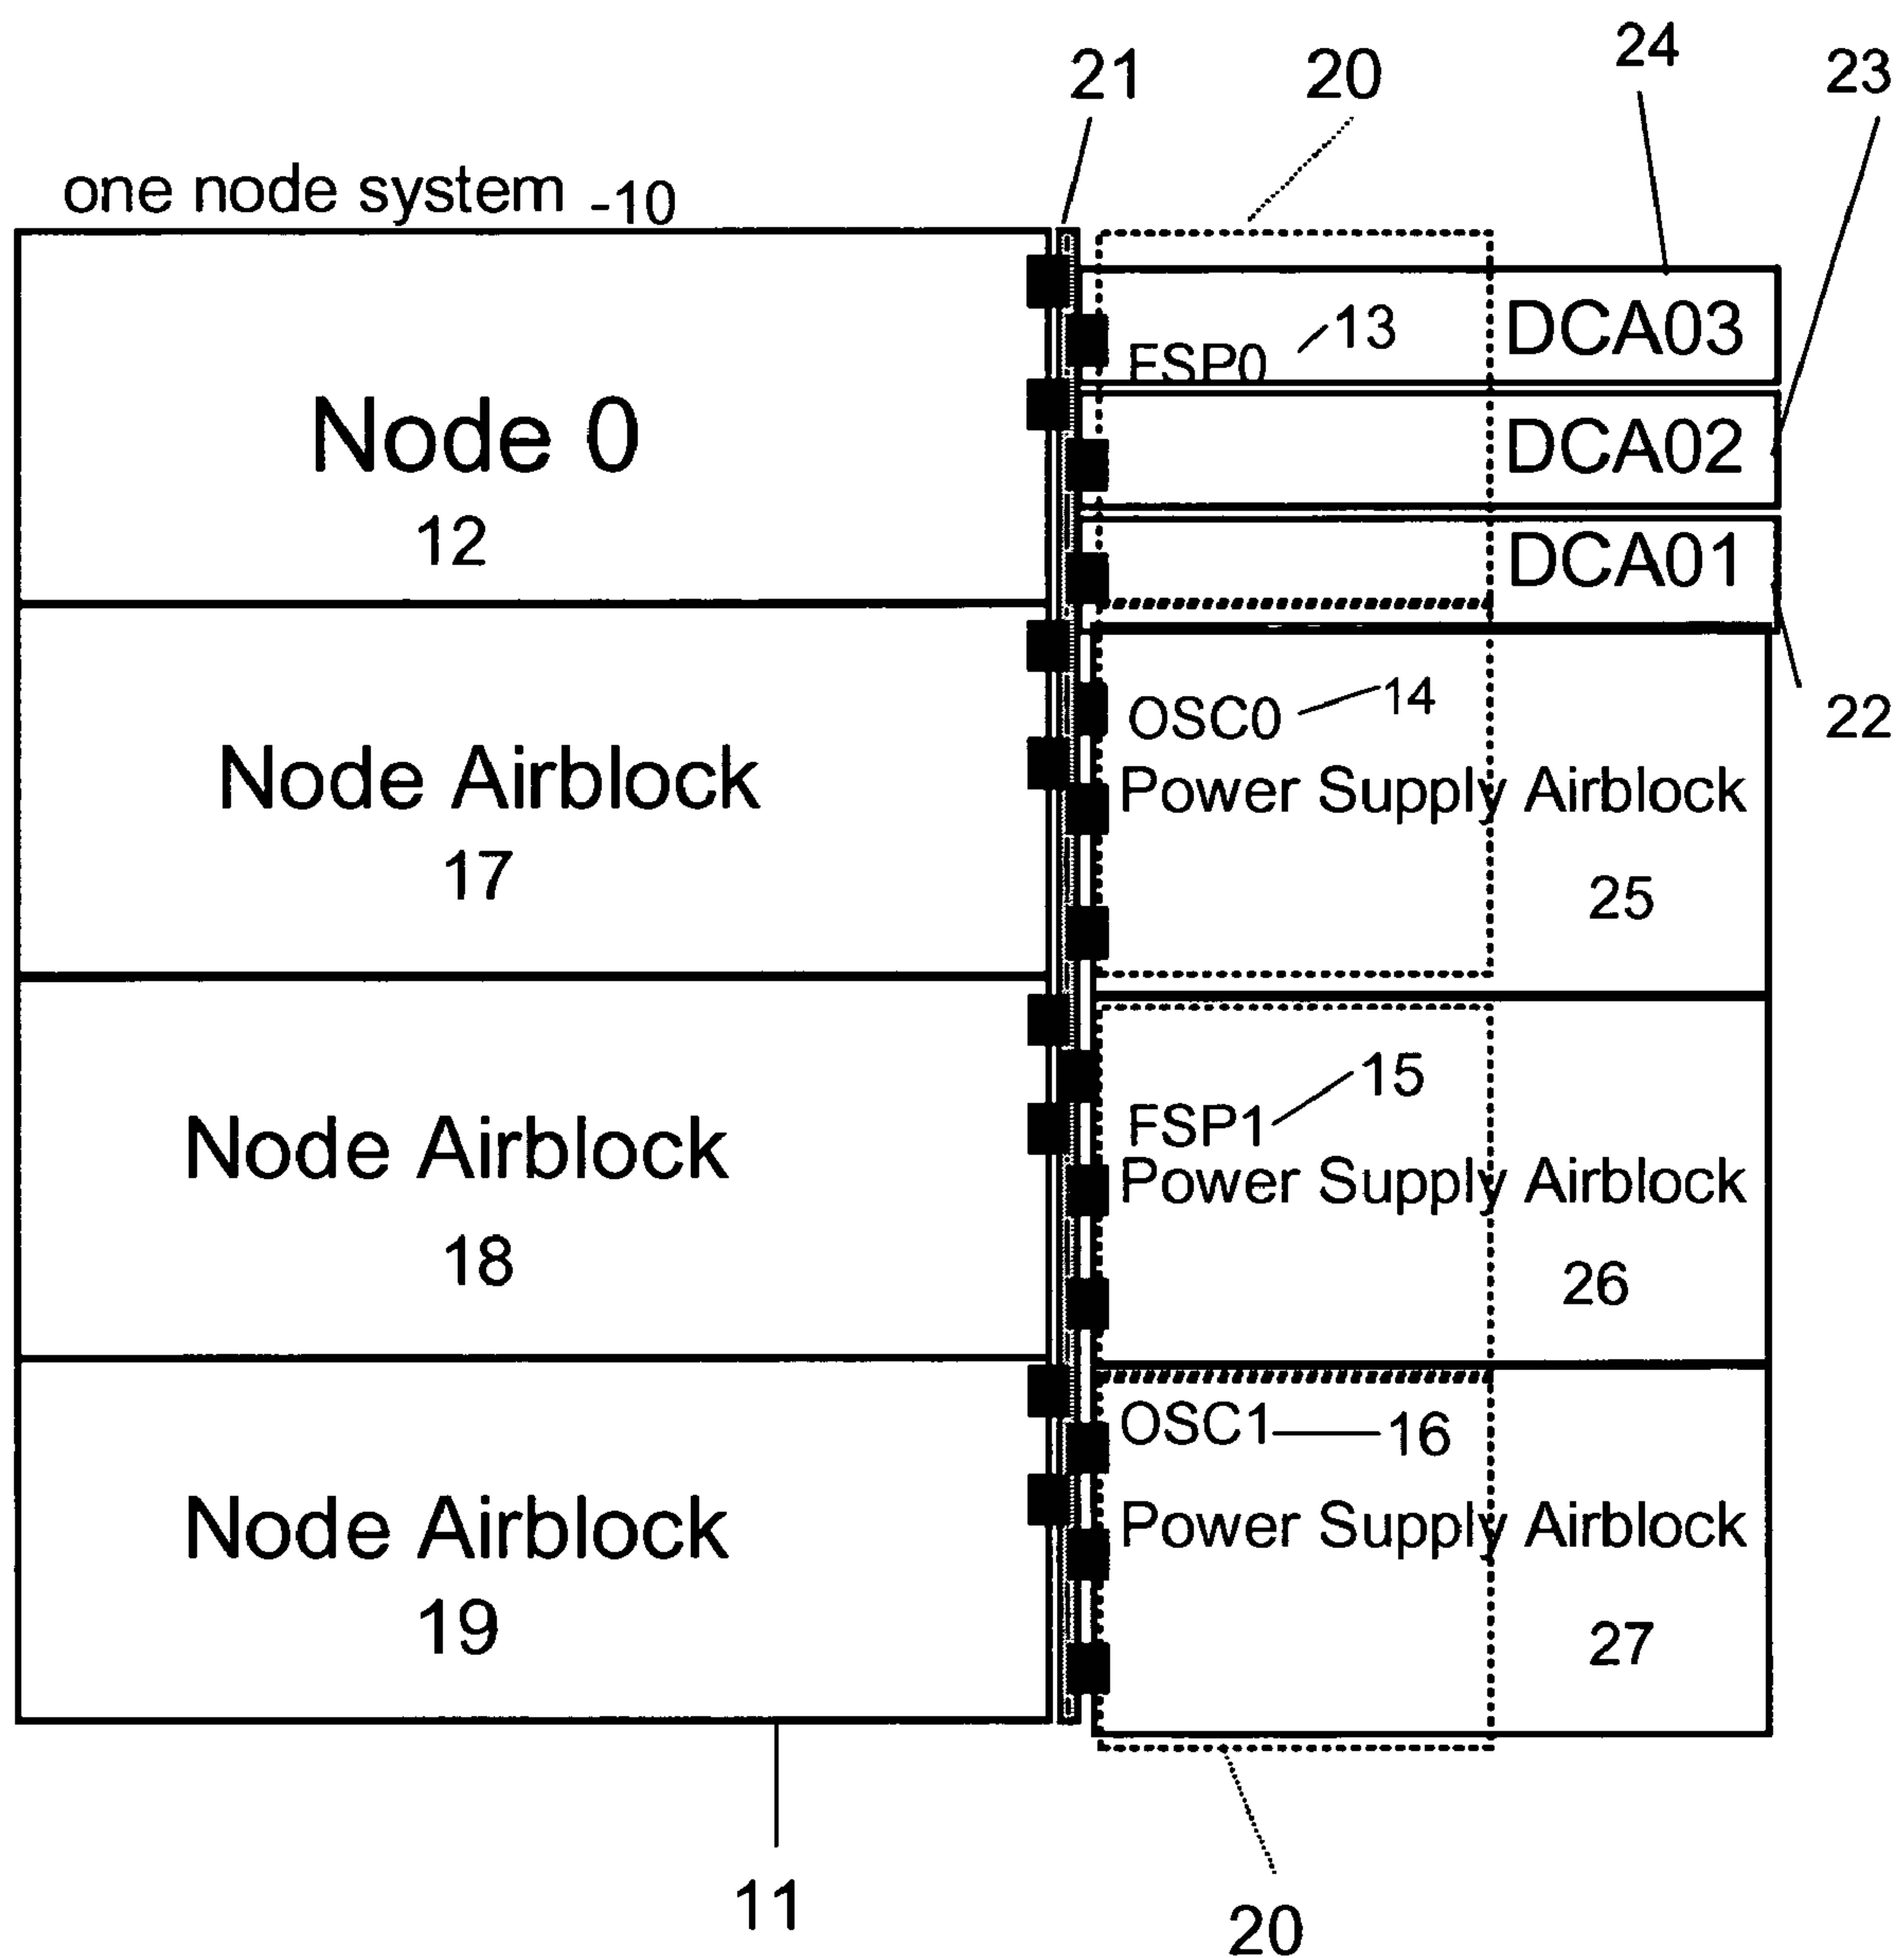 24
21
20
23
one node system -10
13
DCA03
FSP0
Node 0
DCA02
12
DCA01
14
OSC0
22
Node Airblock
Power Supply Airblock
17
25
15
FSP1
Node Airblock
Power Supply Airblock
18
26
OSC1
16
Node Airblock
Power Supply Airblock
19
27
11
20